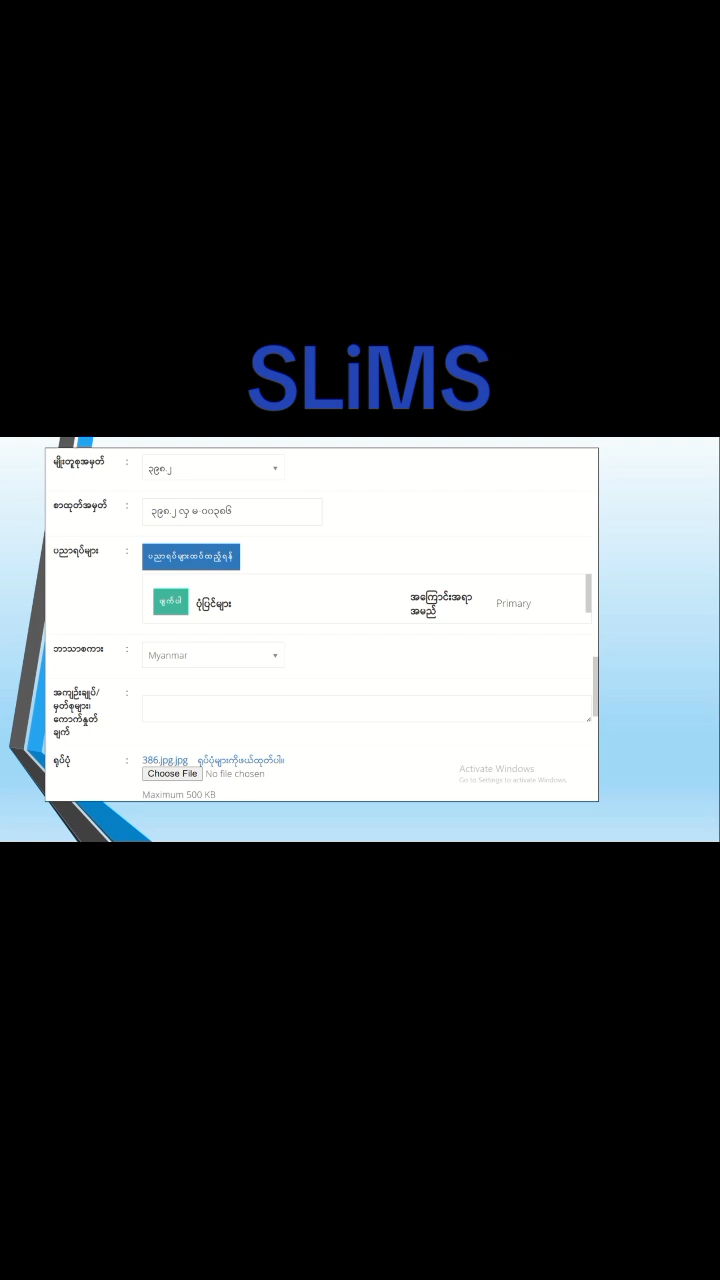 SLiMS
မျိုးတူစုအမှတ် : ၃၉၈.၂
စာထုတ်အမှတ် : ၃၉၈.၂ လှ မ-၀၀၃၈၆
ပညာရပ်များ : ပညာရပ်များထပ်ထည့်ရန်
ဖျက်ပါ ပုံပြင်များ အကြောင်းအရာ Primary
အမည်
ဘာသာစကား : Myanmar
အကျဉ်းချုပ်/ :
မှတ်စုများ၊
ကောက်နှုတ်
ချက်
ရုပ်ပုံ : 386.jpg.jpg ရုပ်ပုံများကိုဖယ်ထုတ်ပါ။
Choose File No file chosen
Maximum 500 KB
Activate Windows
Go to Settings to activate Windows.